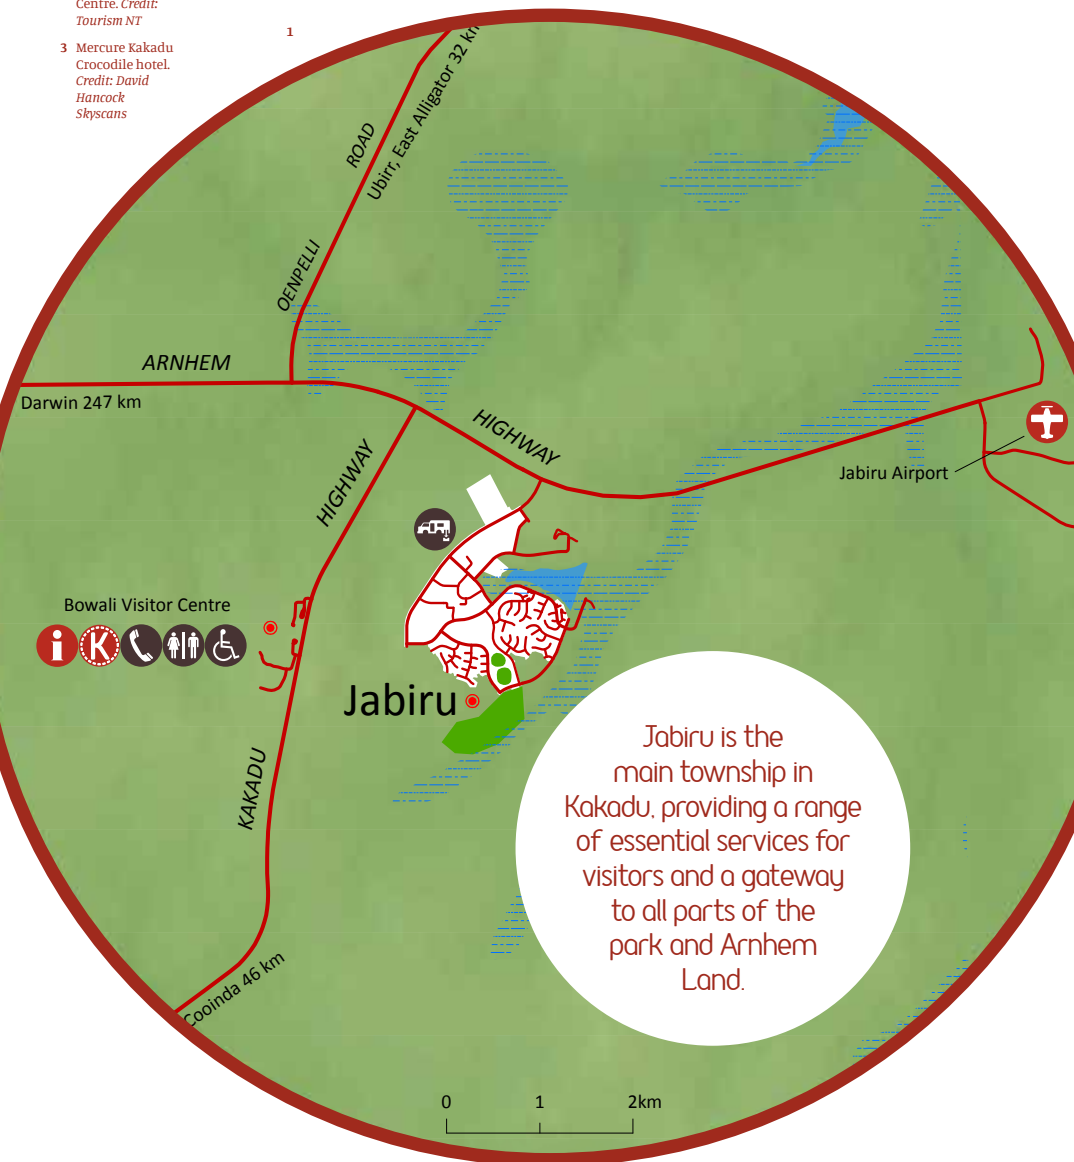 Centre. Credit:
Tourism NT
3 Mercure Kakadu
Crocodile hotel.
Credit: David
Hancock
Skyscans
1
OENPELLI ROAD
Ubirr, East Alligator 32 km
ARNHEM HIGHWAY
Darwin 247 km
KAKADU HIGHWAY
Jabiru Airport
Bowali Visitor Centre
i K
Jabiru
Jabiru is the
main township in
Kakadu, providing a range
of essential services for
visitors and a gateway
to all parts of the
park and Arnhem
Land.
Cooinda 46 km
0 1 2km